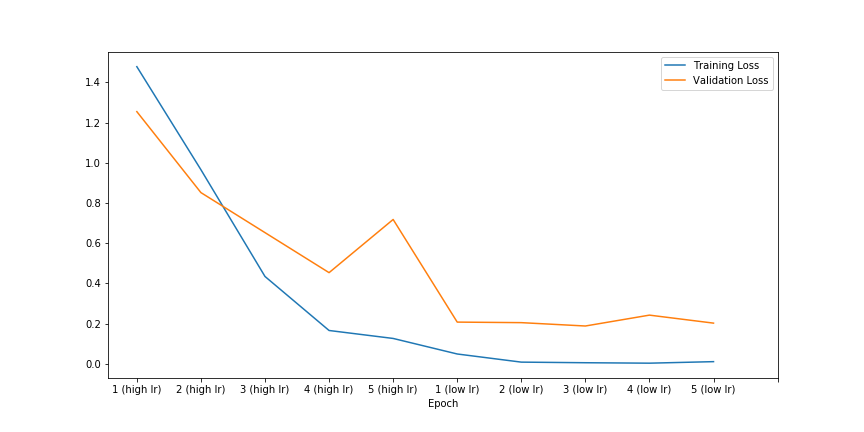 Training Loss
Validation Loss
1.4
1.2
1.0
0.8
0.6
0.4
0.2
0.0
1 (high lr) 2 (high lr) 3 (high lr) 4 (high lr) 5 (high lr) 1 (low lr) 2 (low lr) 3 (low lr) 4 (low lr) 5 (low lr)
Epoch